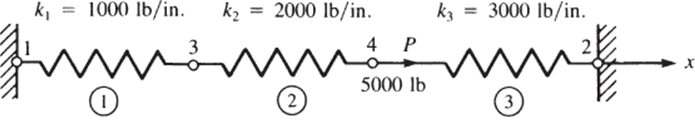 k₁ = 1000 lb/in. k₂ = 2000 lb/in. k₃ = 3000 lb/in.
1 3 4 P 2 x
5000 lb
1 2 3